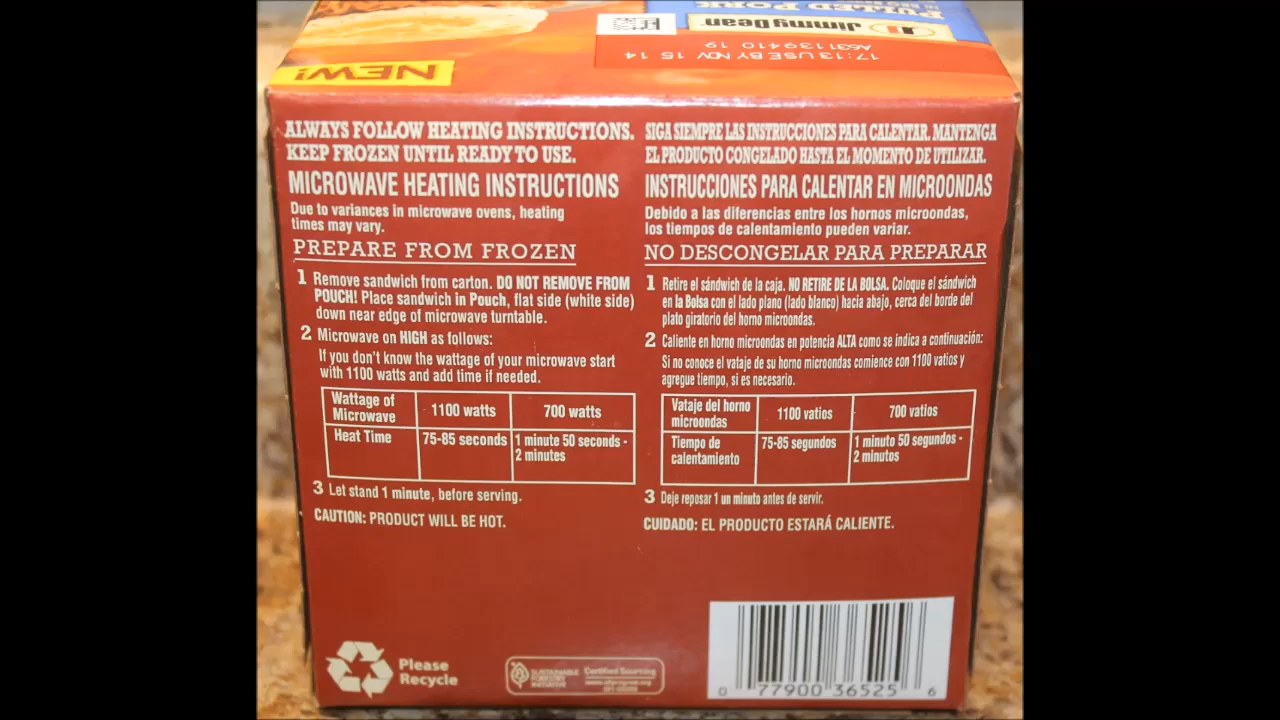 PULLED PORK
Jimmy Dean
A631139410 19
17:13 USE BY NOV 15 14
NEW!
ALWAYS FOLLOW HEATING INSTRUCTIONS.
KEEP FROZEN UNTIL READY TO USE.
MICROWAVE HEATING INSTRUCTIONS
Due to variances in microwave ovens, heating
times may vary.
PREPARE FROM FROZEN
1 Remove sandwich from carton. DO NOT REMOVE FROM
POUCH! Place sandwich in Pouch, flat side (white side)
down near edge of microwave turntable.
2 Microwave on HIGH as follows:
If you don't know the wattage of your microwave start
with 1100 watts and add time if needed.
Wattage of
Microwave
1100 watts
700 watts
Heat Time
75-85 seconds
1 minute 50 seconds -
2 minutes
3 Let stand 1 minute, before serving.
CAUTION: PRODUCT WILL BE HOT.
SIGA SIEMPRE LAS INSTRUCCIONES PARA CALENTAR. MANTENGA
EL PRODUCTO CONGELADO HASTA EL MOMENTO DE UTILIZAR.
INSTRUCCIONES PARA CALENTAR EN MICROONDAS
Debido a las diferencias entre los hornos microondas,
los tiempos de calentamiento pueden variar.
NO DESCONGELAR PARA PREPARAR
1 Retire el sándwich de la caja. NO RETIRE DE LA BOLSA. Coloque el sándwich
en la Bolsa con el lado plano (lado blanco) hacia abajo, cerca del borde del
plato giratorio del horno microondas.
2 Caliente en horno microondas en potencia ALTA como se indica a continuación:
Si no conoce el vataje de su horno microondas comience con 1100 vatios y
agregue tiempo, si es necesario.
Vataje del horno
microondas
1100 vatios
700 vatios
Tiempo de
calentamiento
75-85 segundos
1 minuto 50 segundos -
2 minutos
3 Deje reposar 1 un minuto antes de servir.
CUIDADO: EL PRODUCTO ESTARÁ CALIENTE.
Please
Recycle
SUSTAINABLE
FORESTRY
INITIATIVE
Certified Sourcing
www.sfiprogram.org
0 77900 36525 6